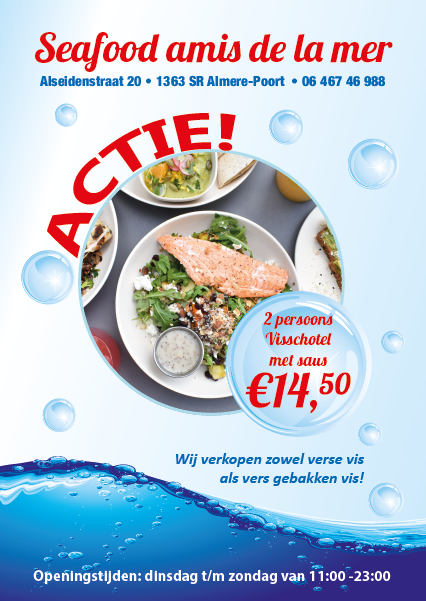 Seafood amis de la mer
Alseidenstraat 20 • 1363 SR Almere-Poort • 06 467 46 988
ACTIE!
2 persoons
Visschotel
met saus
€14,50
Wij verkopen zowel verse vis
als vers gebakken vis!
Openingstijden: dinsdag t/m zondag van 11:00 -23:00